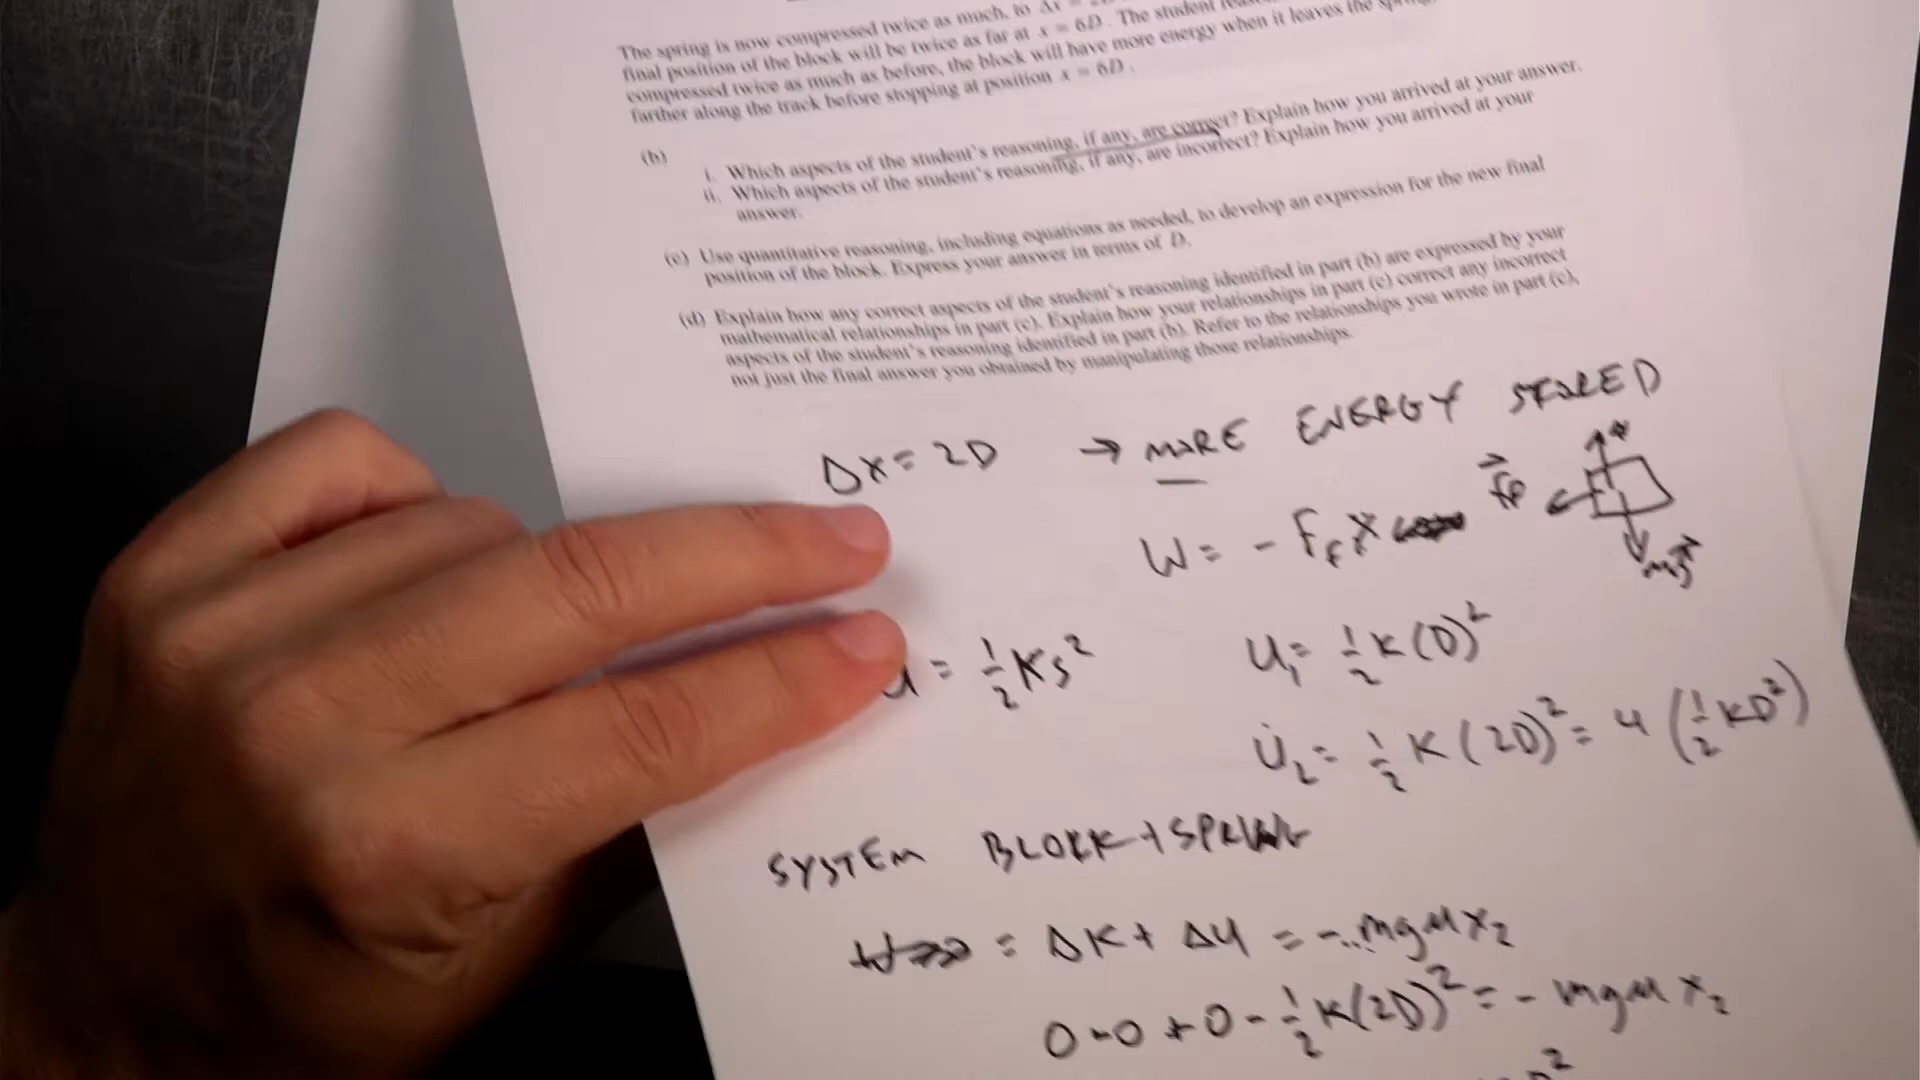 The spring is now compressed twice as much, to Δx =
final position of the block will be twice as far at x = 6D. The student
compressed twice as much as before, the block will have more energy when it leaves the
farther along the track before stopping at position x = 6D.
(b)
i. Which aspects of the student's reasoning, if any, are correct? Explain how you arrived at your answer.
ii. Which aspects of the student's reasoning, if any, are incorrect? Explain how you arrived at your
answer.
(c) Use quantitative reasoning, including equations as needed, to develop an expression for the new final
position of the block. Express your answer in terms of D.
(d) Explain how any correct aspects of the student's reasoning identified in part (b) are expressed by your
mathematical relationships in part (c). Explain how your relationships in part (c) correct any incorrect
aspects of the student's reasoning identified in part (b). Refer to the relationships you wrote in part (c),
not just the final answer you obtained by manipulating those relationships.
Δx = 2D → MORE ENERGY STORED
W = - F_f x
mg
U = 1/2 Ks²
U₁ = 1/2 K (D)²
U₂ = 1/2 K (2D)² = 4 (1/2 KD²)
SYSTEM BLOCK + SPRING
= ΔK + ΔU = - mgμx₂
0 - 0 + 0 - 1/2 K(2D)² = - mgμ x₂